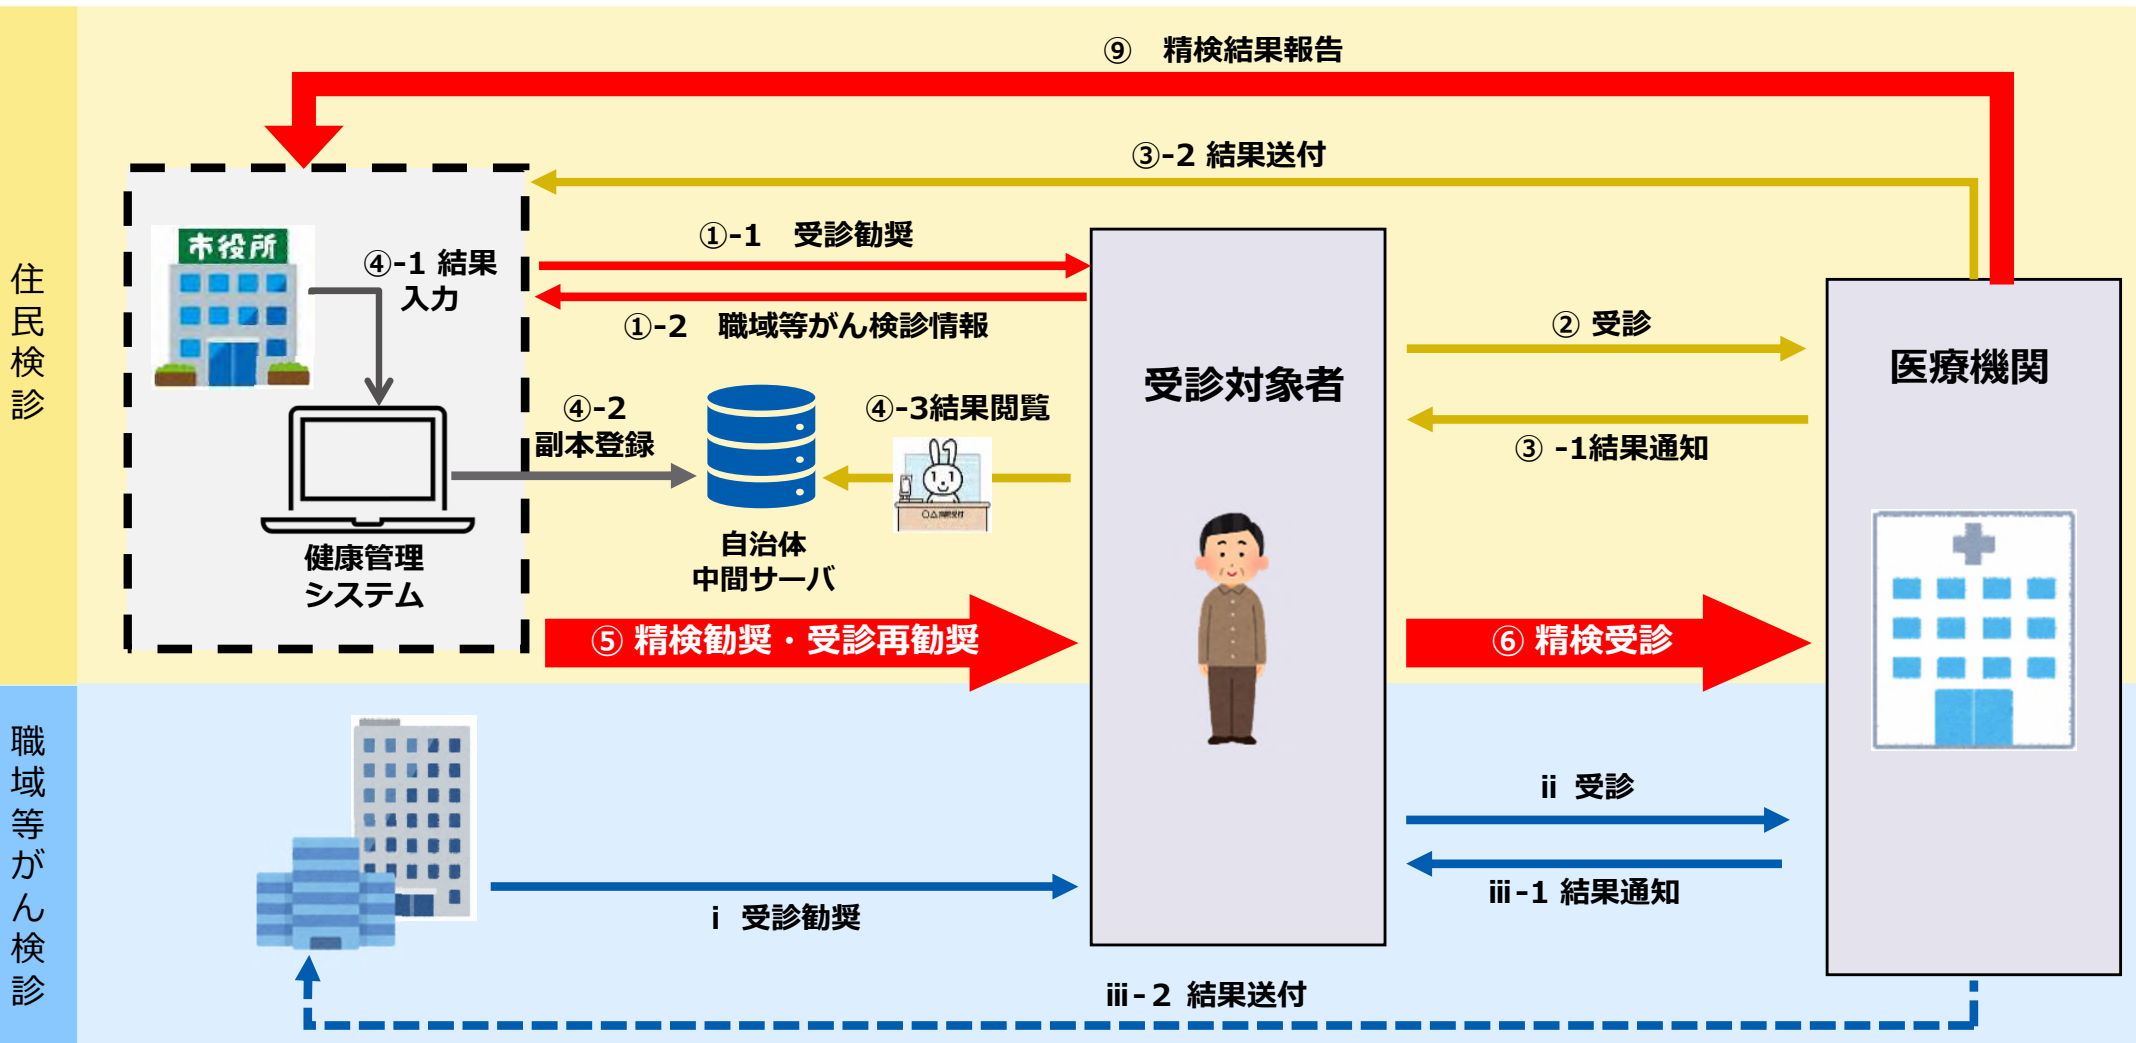 ⑨　精検結果報告
③-2 結果送付
①-1　受診勧奨
市役所
④-1 結果
入力
①-2　職域等がん検診情報
② 受診
住民検診
受診対象者
医療機関
④-2
副本登録
④-3結果閲覧
③ -1結果通知
健康管理
システム
自治体
中間サーバ
⑤ 精検勧奨・受診再勧奨
⑥ 精検受診
職域等がん検診
ⅱ 受診
ⅲ-1 結果通知
ⅰ 受診勧奨
ⅲ-2 結果送付